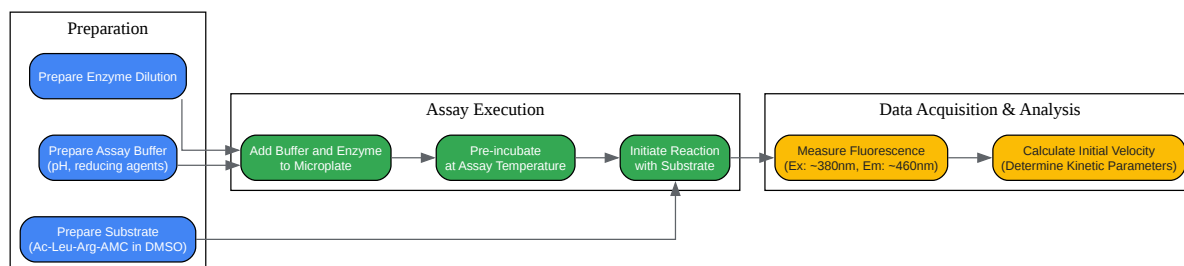 Preparation
Prepare Enzyme Dilution
Prepare Assay Buffer
(pH, reducing agents)
Prepare Substrate
(Ac-Leu-Arg-AMC in DMSO)
Assay Execution
Add Buffer and Enzyme
to Microplate
Pre-incubate
at Assay Temperature
Initiate Reaction
with Substrate
Data Acquisition & Analysis
Measure Fluorescence
(Ex: ~380nm, Em: ~460nm)
Calculate Initial Velocity
(Determine Kinetic Parameters)